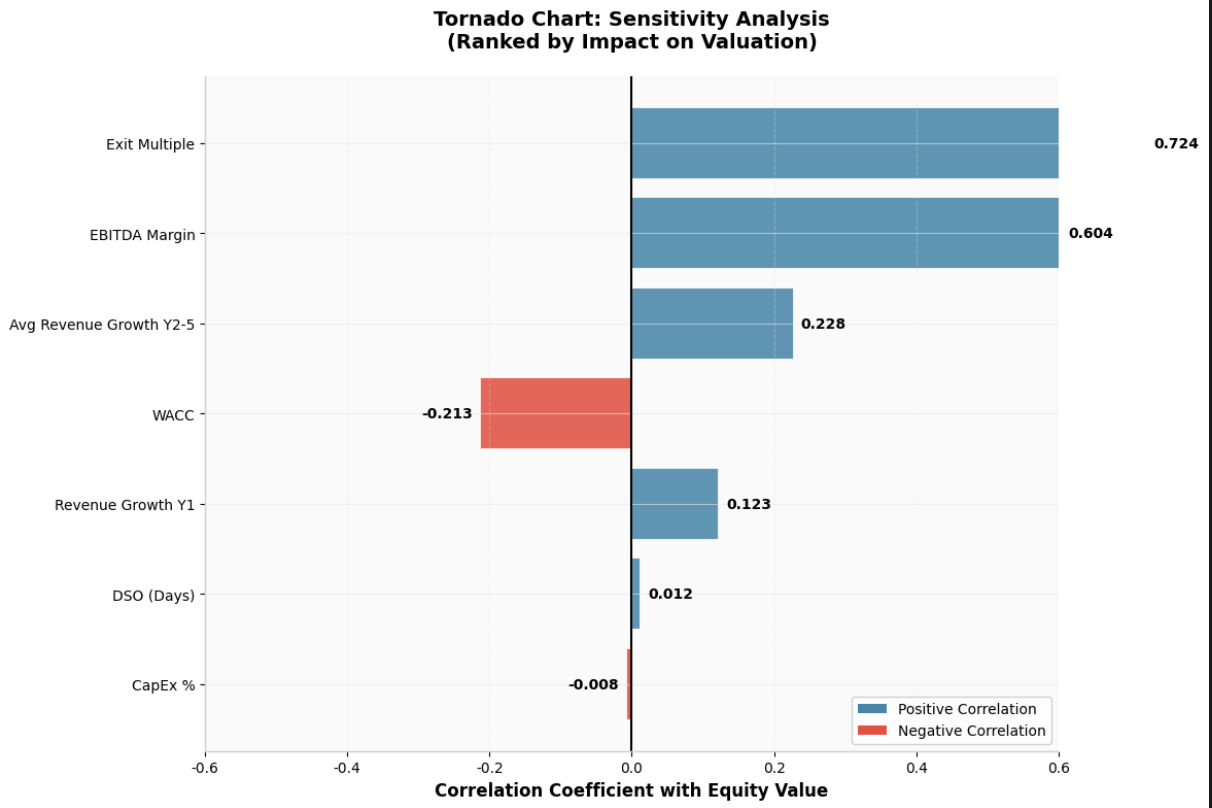 Tornado Chart: Sensitivity Analysis
(Ranked by Impact on Valuation)
Exit Multiple
0.724
EBITDA Margin
0.604
Avg Revenue Growth Y2-5
0.228
WACC
-0.213
Revenue Growth Y1
0.123
DSO (Days)
0.012
CapEx %
-0.008
Positive Correlation
Negative Correlation
-0.6 -0.4 -0.2 0.0 0.2 0.4 0.6
Correlation Coefficient with Equity Value